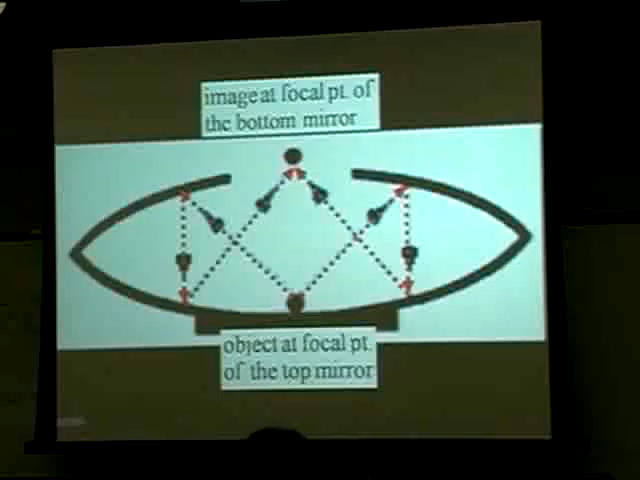 image at focal pt. of
the bottom mirror
object at focal pt.
of the top mirror